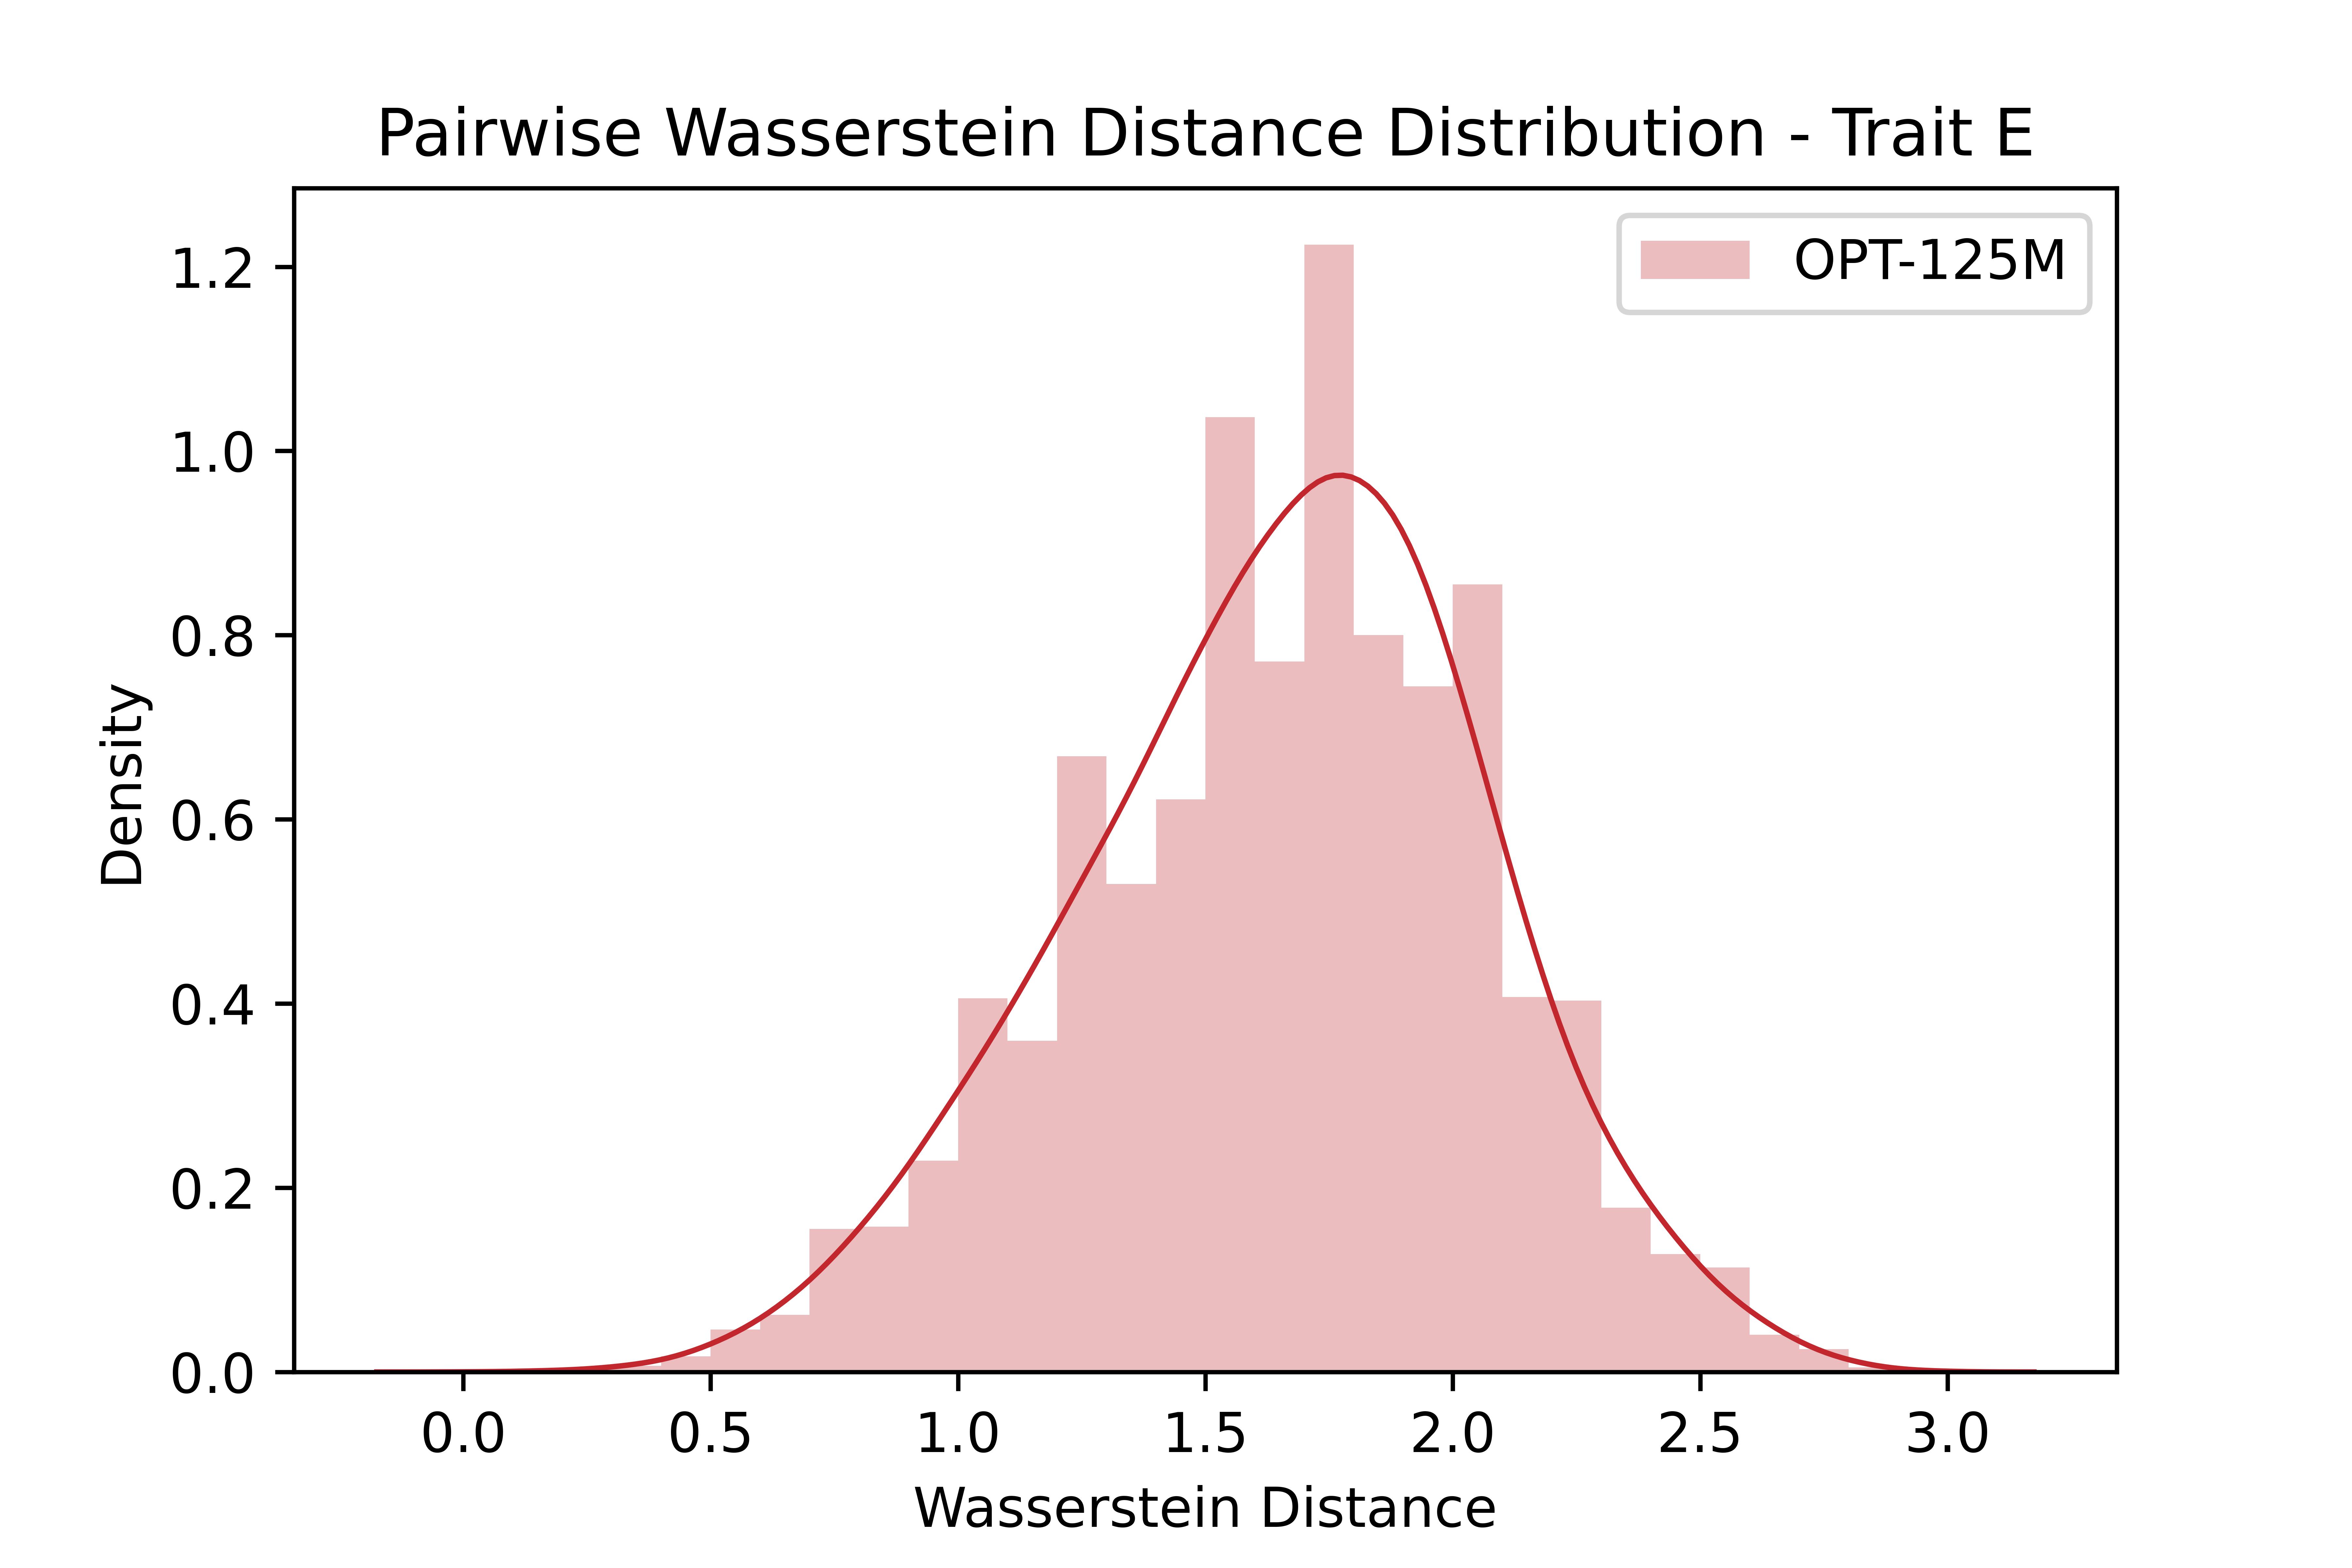 Pairwise Wasserstein Distance Distribution - Trait E
OPT-125M
1.2
1.0
0.8
0.6
0.4
0.2
0.0
Density
0.0 0.5 1.0 1.5 2.0 2.5 3.0
Wasserstein Distance